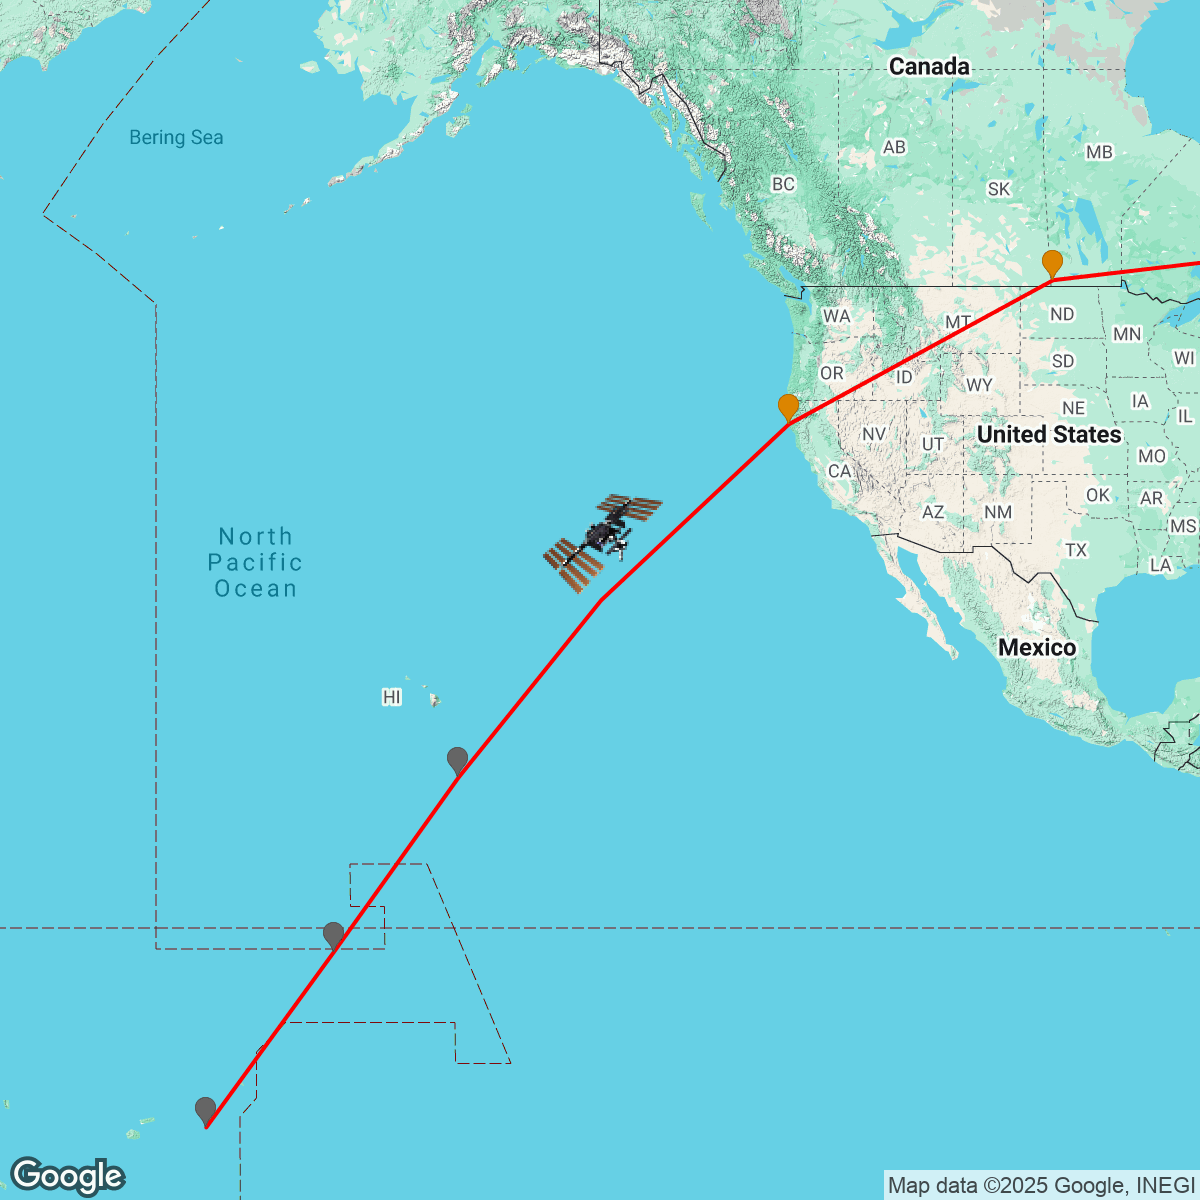 Canada
Bering Sea
AB
MB
BC
SK
WA
MT
ND
MN
OR
ID
SD
WI
WY
NE
IA
IL
NV
UT
United States
CA
MO
OK
AR
AZ
NM
MS
North
Pacific
Ocean
TX
LA
Mexico
HI
Google
Map data ©2025 Google, INEGI